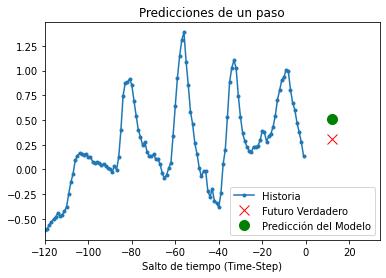 Predicciones de un paso
1.25
1.00
0.75
0.50
0.25
0.00
−0.25
−0.50
Historia
Futuro Verdadero
Predicción del Modelo
−120 −100 −80 −60 −40 −20 0 20
Salto de tiempo (Time-Step)